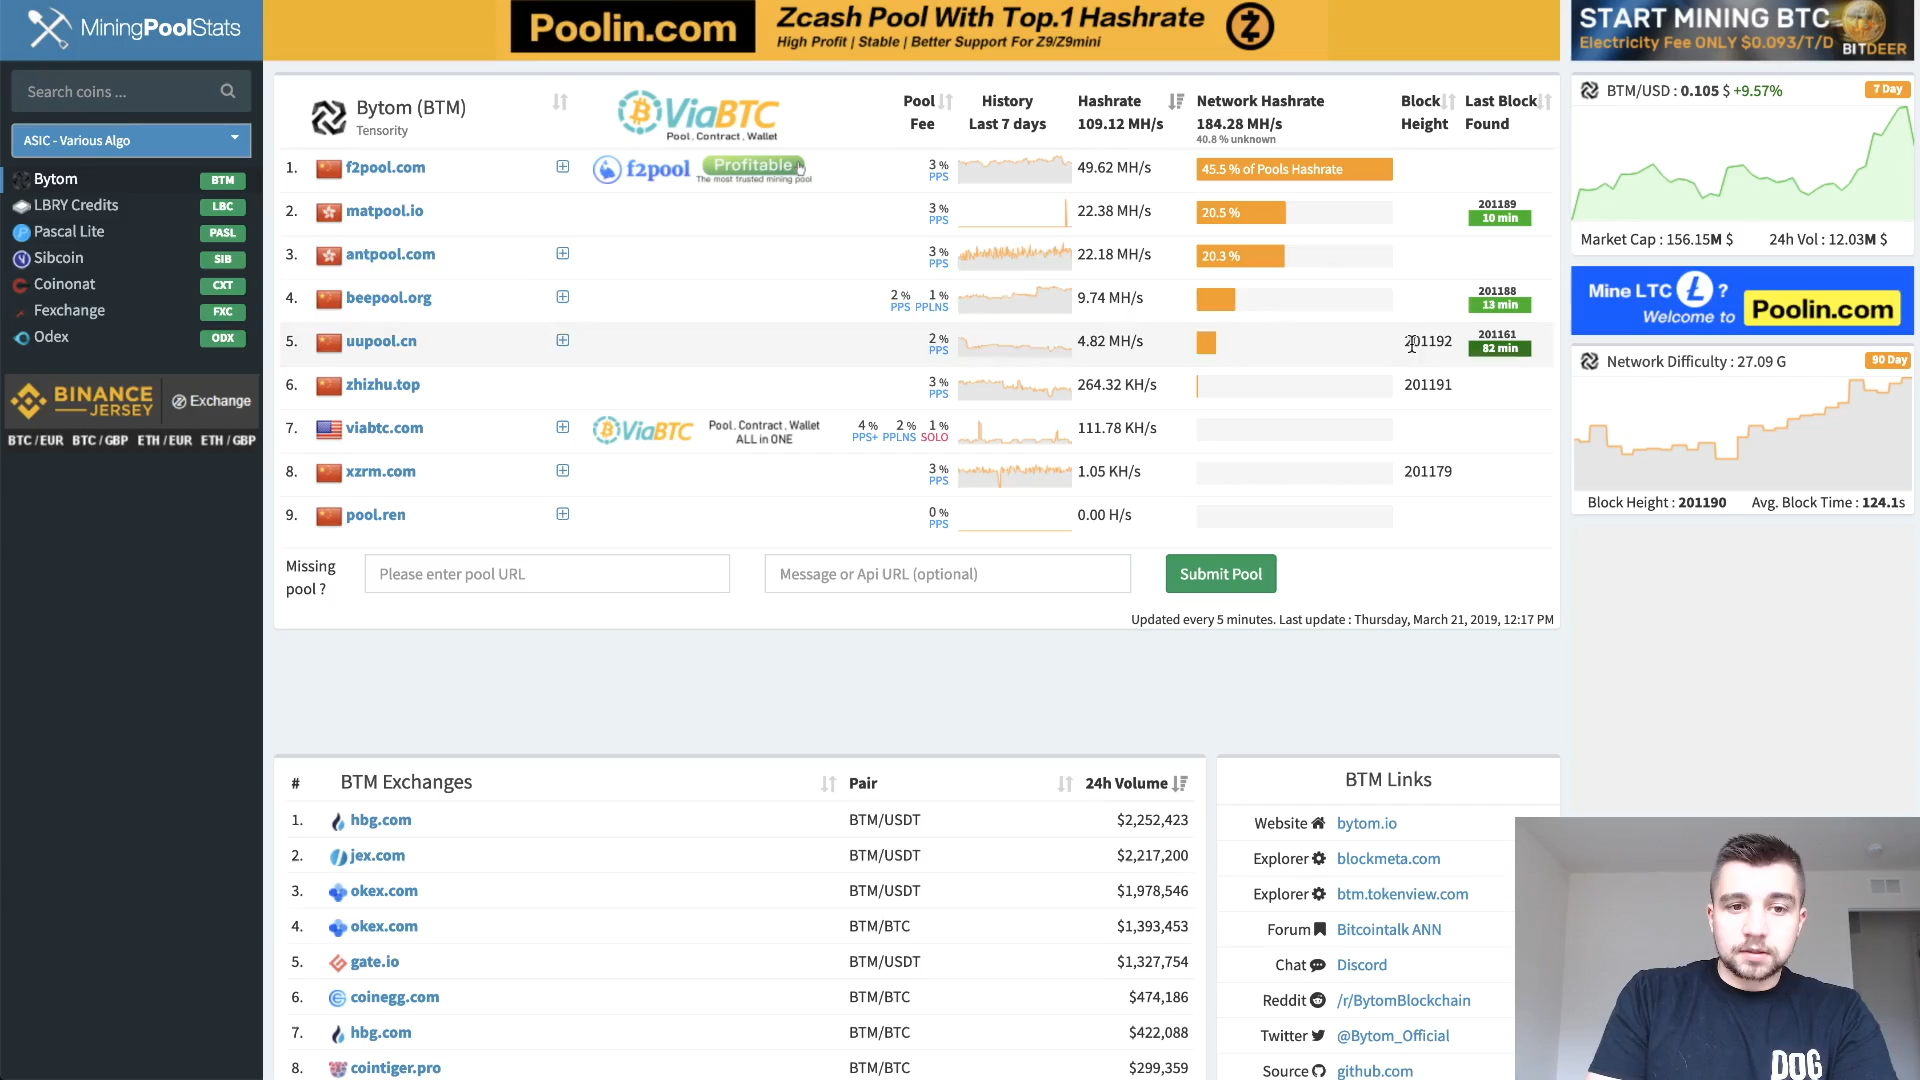 MiningPoolStats
Poolin.com
Zcash Pool With Top.1 Hashrate
High Profit | Stable | Better Support For Z9/Z9mini
START MINING BTC
Electricity Fee ONLY $0.093/T/D
BITDEER
Search coins ...
ASIC - Various Algo
Bytom BTM
LBRY Credits LBC
Pascal Lite PASL
Sibcoin SIB
Coinonat CXT
Fexchange FXC
Odex ODX
BINANCE
JERSEY
Exchange
BTC/EUR BTC/GBP ETH/EUR ETH/GBP
Bytom (BTM)
Tensority
ViaBTC
Pool . Contract . Wallet
Pool Fee
History
Last 7 days
Hashrate
109.12 MH/s
Network Hashrate
184.28 MH/s
40.8 % unknown
Block Height
Last Block Found
1. f2pool.com f2pool Profitable The most trusted mining pool 3 % PPS 49.62 MH/s 45.5 % of Pools Hashrate
2. matpool.io 3 % PPS 22.38 MH/s 20.5 % 201189 10 min
3. antpool.com 3 % PPS 22.18 MH/s 20.3 %
4. beepool.org 2 % PPS 1 % PPLNS 9.74 MH/s 201188 13 min
5. uupool.cn 2 % PPS 4.82 MH/s 201192 201161 82 min
6. zhizhu.top 3 % PPS 264.32 KH/s 201191
7. viabtc.com ViaBTC Pool . Contract . Wallet ALL in ONE 4 % PPS+ 2 % PPLNS 1 % SOLO 111.78 KH/s
8. xzrm.com 3 % PPS 1.05 KH/s 201179
9. pool.ren 0 % PPS 0.00 H/s
Missing pool ? Please enter pool URL Message or Api URL (optional) Submit Pool
Updated every 5 minutes. Last update : Thursday, March 21, 2019, 12:17 PM
BTM/USD : 0.105 $ +9.57% 7 Day
Market Cap : 156.15M $ 24h Vol : 12.03M $
Mine LTC ?
Welcome to Poolin.com
Network Difficulty : 27.09 G 90 Day
Block Height : 201190 Avg. Block Time : 124.1s
# BTM Exchanges Pair 24h Volume
1. hbg.com BTM/USDT $2,252,423
2. jex.com BTM/USDT $2,217,200
3. okex.com BTM/USDT $1,978,546
4. okex.com BTM/BTC $1,393,453
5. gate.io BTM/USDT $1,327,754
6. coinegg.com BTM/BTC $474,186
7. hbg.com BTM/BTC $422,088
8. cointiger.pro BTM/BTC $299,359
BTM Links
Website bytom.io
Explorer blockmeta.com
Explorer btm.tokenview.com
Forum Bitcointalk ANN
Chat Discord
Reddit /r/BytomBlockchain
Twitter @Bytom_Official
Source github.com
DOG